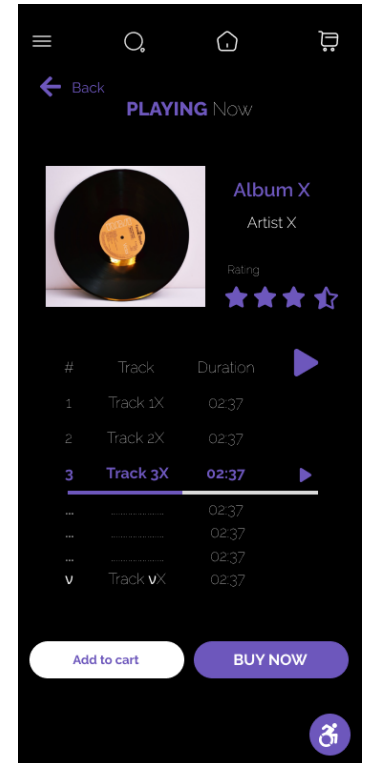 Back
PLAYING Now
Album X
Artist X
Rating
# Track Duration
1 Track 1X 02:37
2 Track 2X 02:37
3 Track 3X 02:37
... .................... 02:37
... .................... 02:37
... .................... 02:37
ν Track νX 02:37
Add to cart BUY NOW